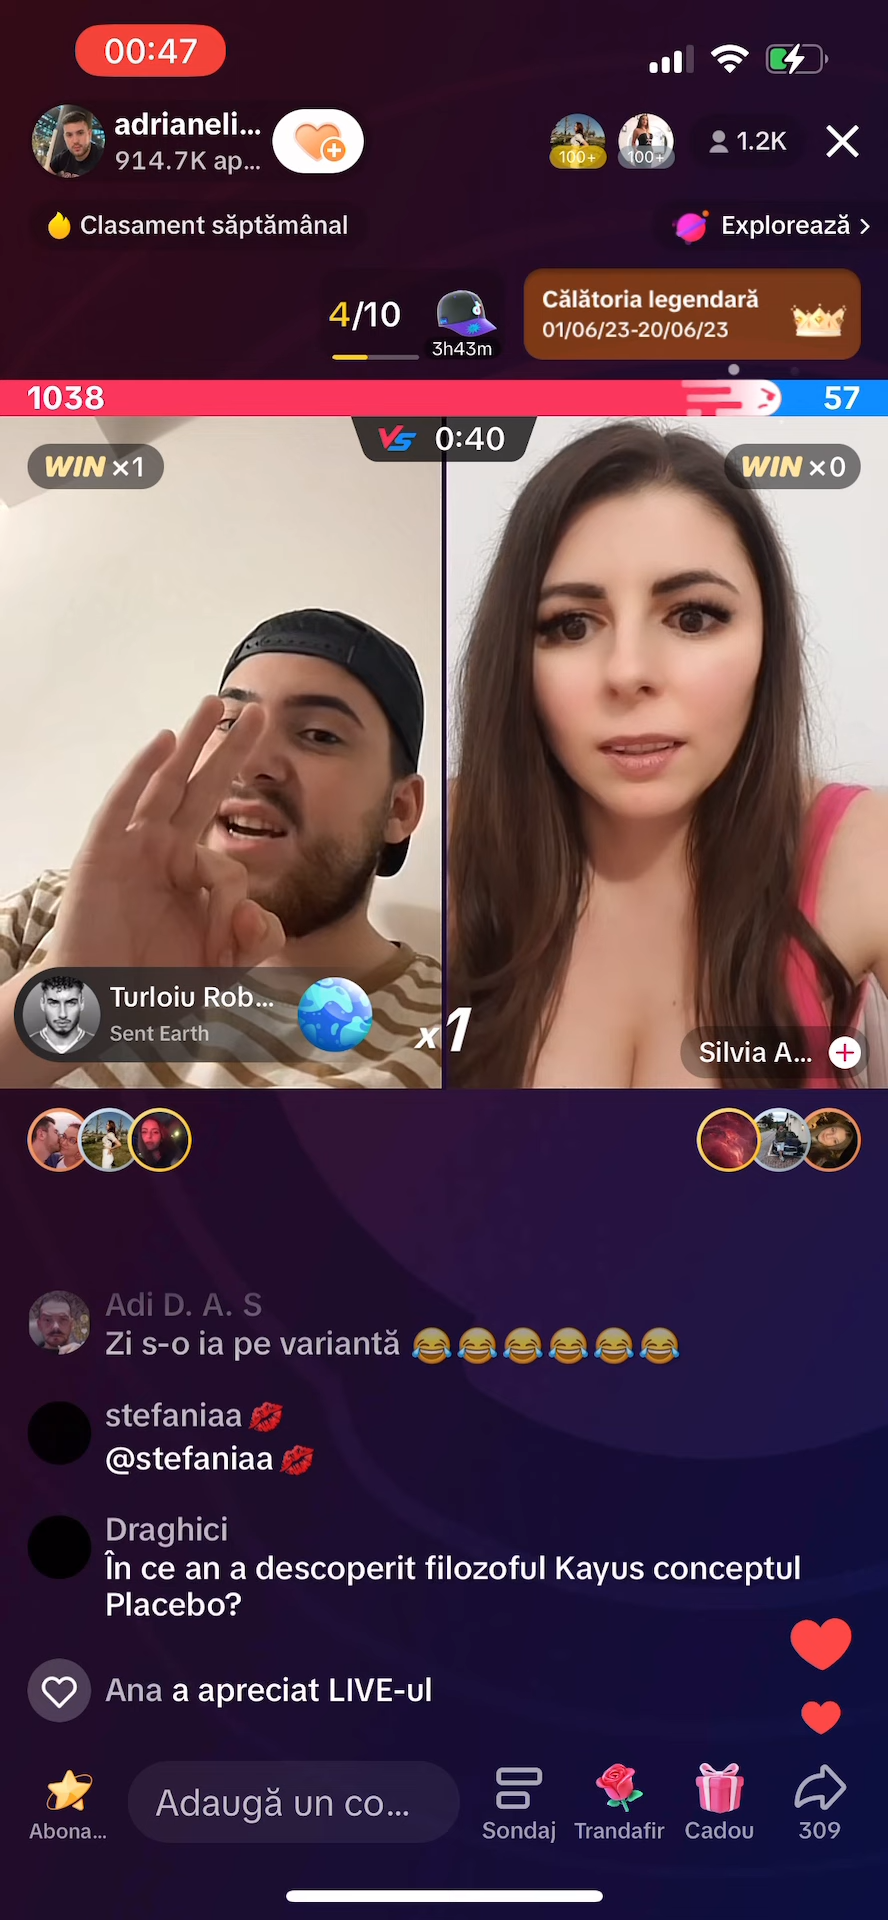 00:47
adrianeli...
914.7K ap...
100+
100+
1.2K
Clasament săptămânal
Explorează >
4/10
3h43m
Călătoria legendară
01/06/23-20/06/23
1038
57
VS 0:40
WIN x1
WIN x0
Turloiu Rob...
Sent Earth
x1
Silvia A...
Adi D. A. S
Zi s-o ia pe variantă 😂😂😂😂😂😂
stefaniaa 💋
@stefaniaa 💋
Draghici
În ce an a descoperit filozoful Kayus conceptul
Placebo?
Ana a apreciat LIVE-ul
Adaugă un co...
Abona...
Sondaj
Trandafir
Cadou
309